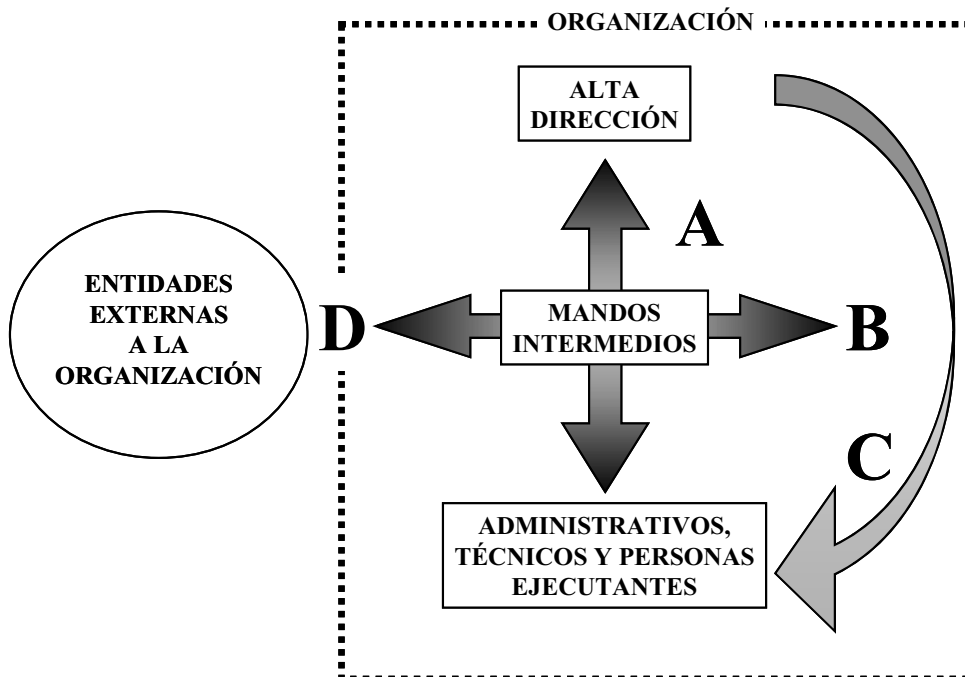 ORGANIZACIÓN
ALTA
DIRECCIÓN
A
ENTIDADES
EXTERNAS
A LA
ORGANIZACIÓN
D
MANDOS
INTERMEDIOS
B
C
ADMINISTRATIVOS,
TÉCNICOS Y PERSONAS
EJECUTANTES